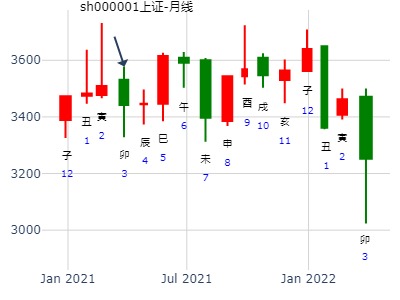 sh000001上证-月线
3600
3400
3200
3000
子
12
丑
1
寅
2
卯
3
辰
4
巳
5
午
6
未
7
申
8
酉
9
戌
10
亥
11
子
12
丑
1
寅
2
卯
3
Jan 2021
Jul 2021
Jan 2022